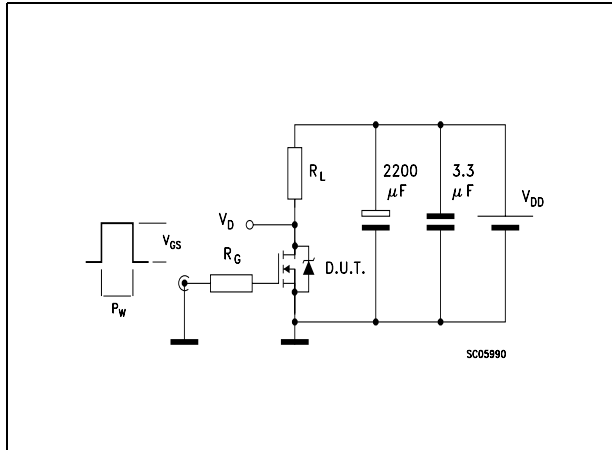 R_L
2200
μF
3.3
μF
V_DD
V_D
V_GS
R_G
D.U.T.
P_W
SC05990